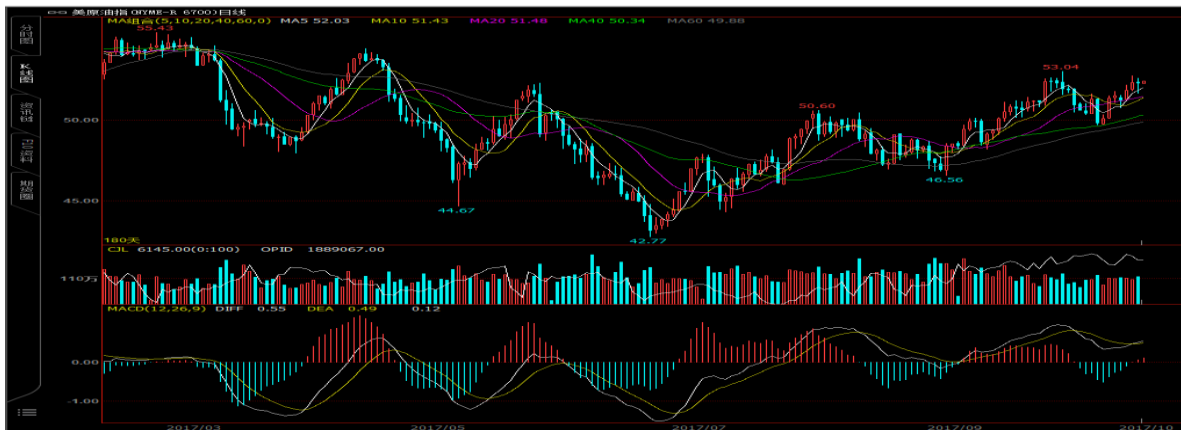 美原油指(NYME-R 6700)日线
MA组合(5,10,20,40,60,0) MA5 52.03 MA10 51.43 MA20 51.48 MA40 50.34 MA60 49.88
分时图
K线图
资讯树
期货圈
55.43
53.04
50.60
50.00
46.56
45.00
44.67
42.77
180天
CJL 6145.00(0:100) OPID 1889067.00
110万
MACD(12,26,9) DIFF 0.55 DEA 0.49 0.12
0.00
-1.00
2017/03 2017/05 2017/07 2017/09 2017/10